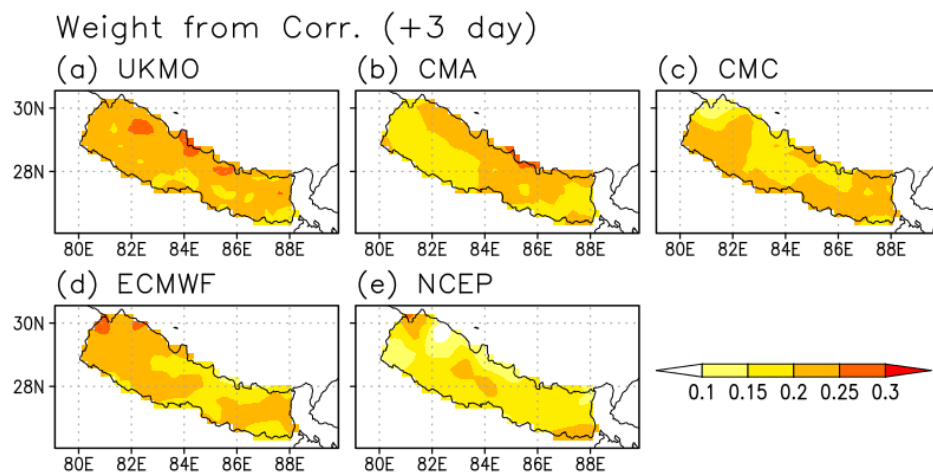 Weight from Corr. (+3 day)
(a) UKMO
(b) CMA
(c) CMC
30N
28N
80E 82E 84E 86E 88E
80E 82E 84E 86E 88E
80E 82E 84E 86E 88E
(d) ECMWF
(e) NCEP
30N
28N
0.1 0.15 0.2 0.25 0.3
80E 82E 84E 86E 88E
80E 82E 84E 86E 88E